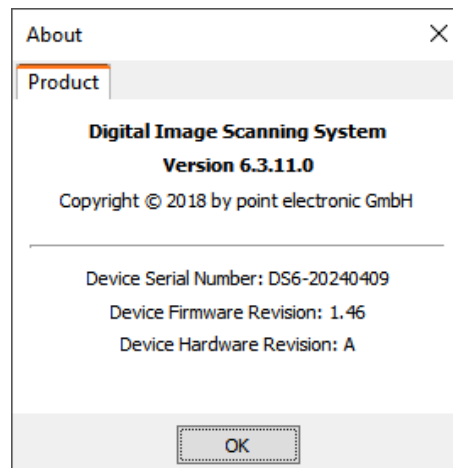 About
Product
Digital Image Scanning System
Version 6.3.11.0
Copyright © 2018 by point electronic GmbH
Device Serial Number: DS6-20240409
Device Firmware Revision: 1.46
Device Hardware Revision: A
OK